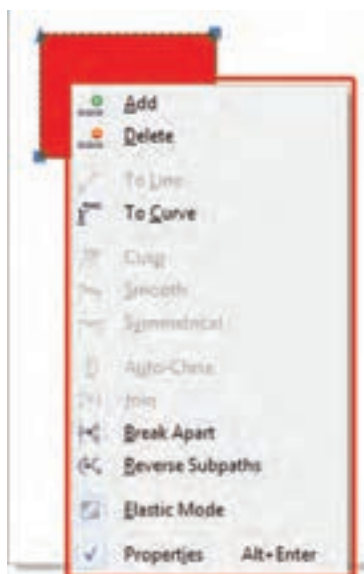 Add
Delete
To Line
To Curve
Cusp
Smooth
Symmetrical
Auto-Close
Join
Break Apart
Reverse Subpaths
Elastic Mode
Properties Alt+Enter